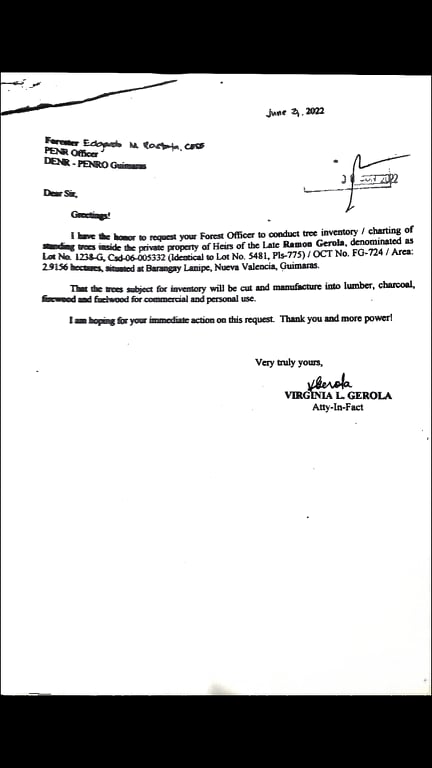 June 21, 2022
Forester Edgardo M.
PENR Officer
DENR - PENRO Guimaras
2022
Dear Sir,
Greetings!
I have the honor to request your Forest Officer to conduct tree inventory / charting of
standing trees inside the private property of Heirs of the Late Ramon Gerola, denominated as
Lot No. 1238-G, Csd-06-005332 (Identical to Lot No. 5481, Pls-775) / OCT No. FG-724 / Area:
2.9156 hectares, situated at Barangay Lanipe, Nueva Valencia, Guimaras.
That the trees subject for inventory will be cut and manufacture into lumber, charcoal,
firewood and fuelwood for commercial and personal use.
I am hoping for your immediate action on this request. Thank you and more power!
Very truly yours,
VIRGINIA L. GEROLA
Atty-In-Fact